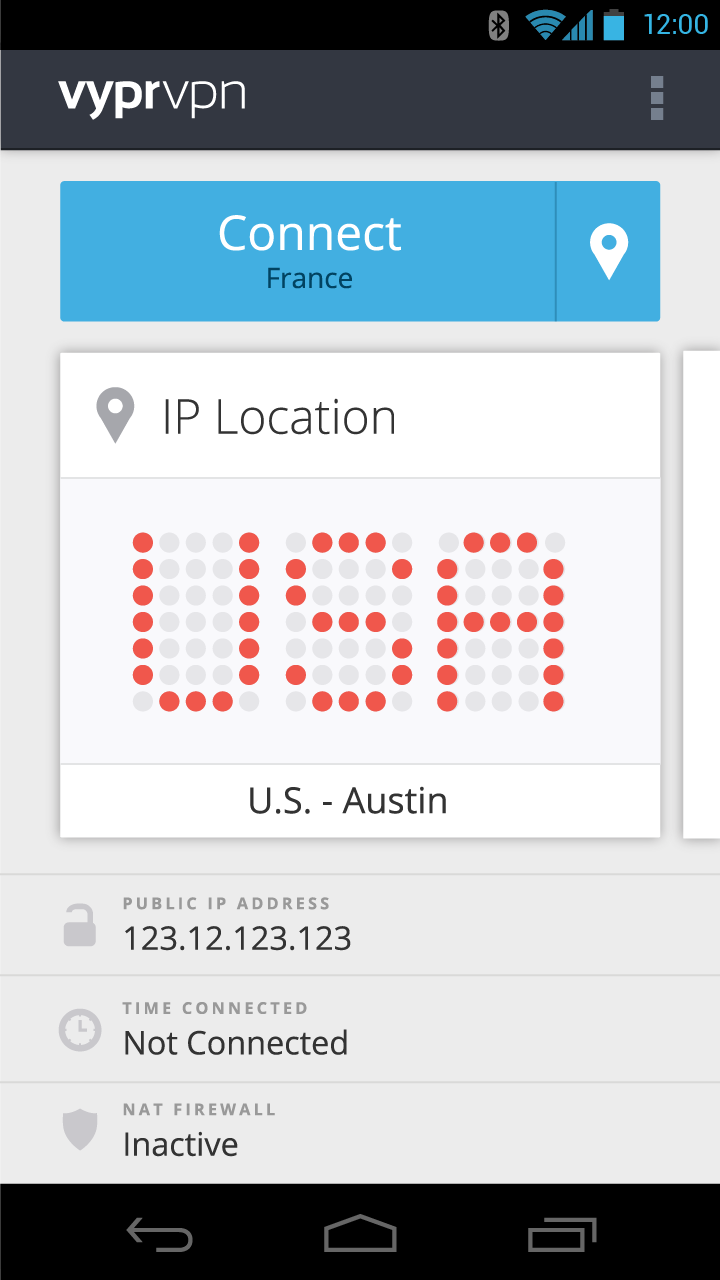 12:00
vyprvpn
Connect
France
IP Location
USA
U.S. - Austin
PUBLIC IP ADDRESS
123.12.123.123
TIME CONNECTED
Not Connected
NAT FIREWALL
Inactive